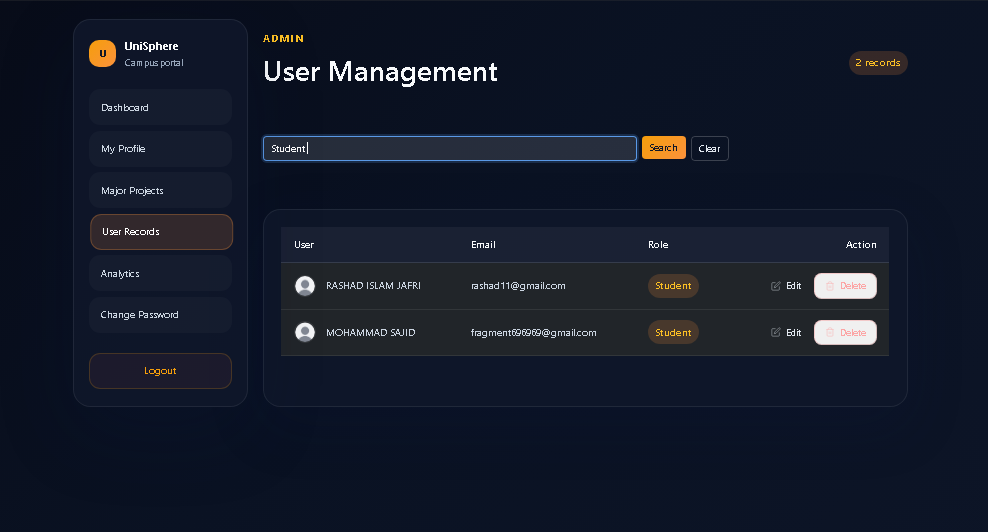 U
UniSphere
Campus portal
Dashboard
My Profile
Major Projects
User Records
Analytics
Change Password
Logout
ADMIN
User Management
2 records
Student
Search
Clear
User Email Role Action
RASHAD ISLAM JAFRI rashad11@gmail.com Student Edit Delete
MOHAMMAD SAJID fragment696969@gmail.com Student Edit Delete